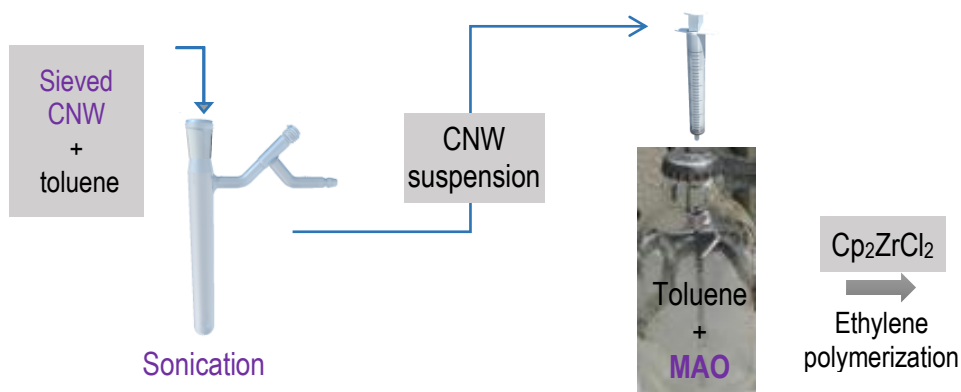 Sieved
CNW
+
toluene
Sonication
CNW
suspension
Toluene
+
MAO
Cp₂ZrCl₂
Ethylene
polymerization